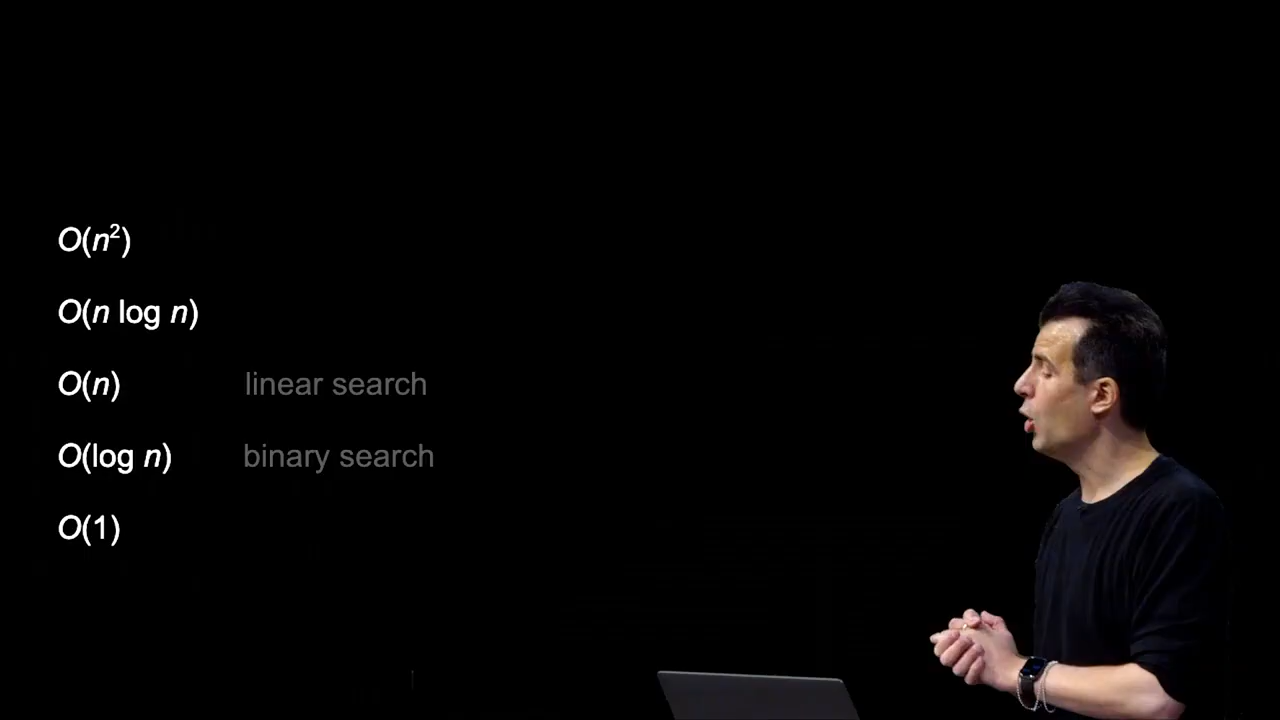 O(n²)
O(n log n)
O(n) linear search
O(log n) binary search
O(1)